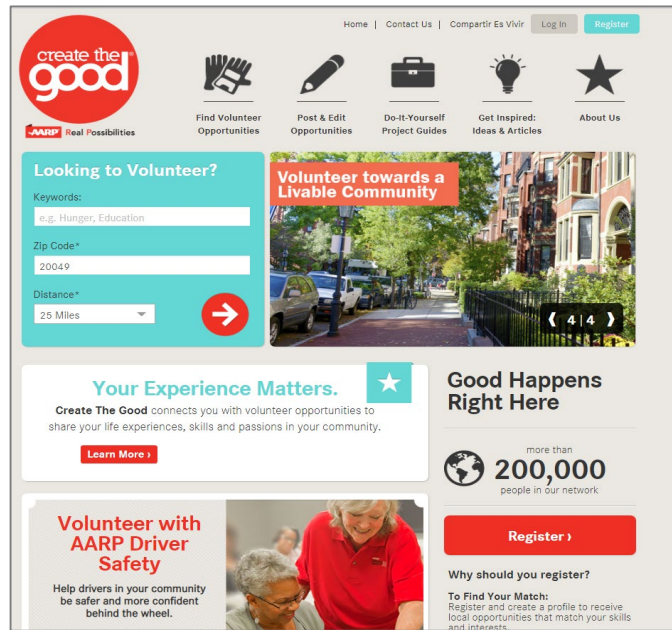 Home | Contact Us | Compartir Es Vivir Log In Register
create the®
good
AARP® Real Possibilities
Find Volunteer
Opportunities
Post & Edit
Opportunities
Do-It-Yourself
Project Guides
Get Inspired:
Ideas & Articles
About Us
Looking to Volunteer?
Keywords:
e.g. Hunger, Education
Zip Code*
20049
Distance*
25 Miles
Volunteer towards a
Livable Community
4|4
Your Experience Matters.
Create The Good connects you with volunteer opportunities to
share your life experiences, skills and passions in your community.
Learn More ›
Good Happens
Right Here
more than
200,000
people in our network
Register ›
Volunteer with
AARP Driver
Safety
Help drivers in your community
be safer and more confident
behind the wheel.
Why should you register?
To Find Your Match:
Register and create a profile to receive
local opportunities that match your skills
and interests.